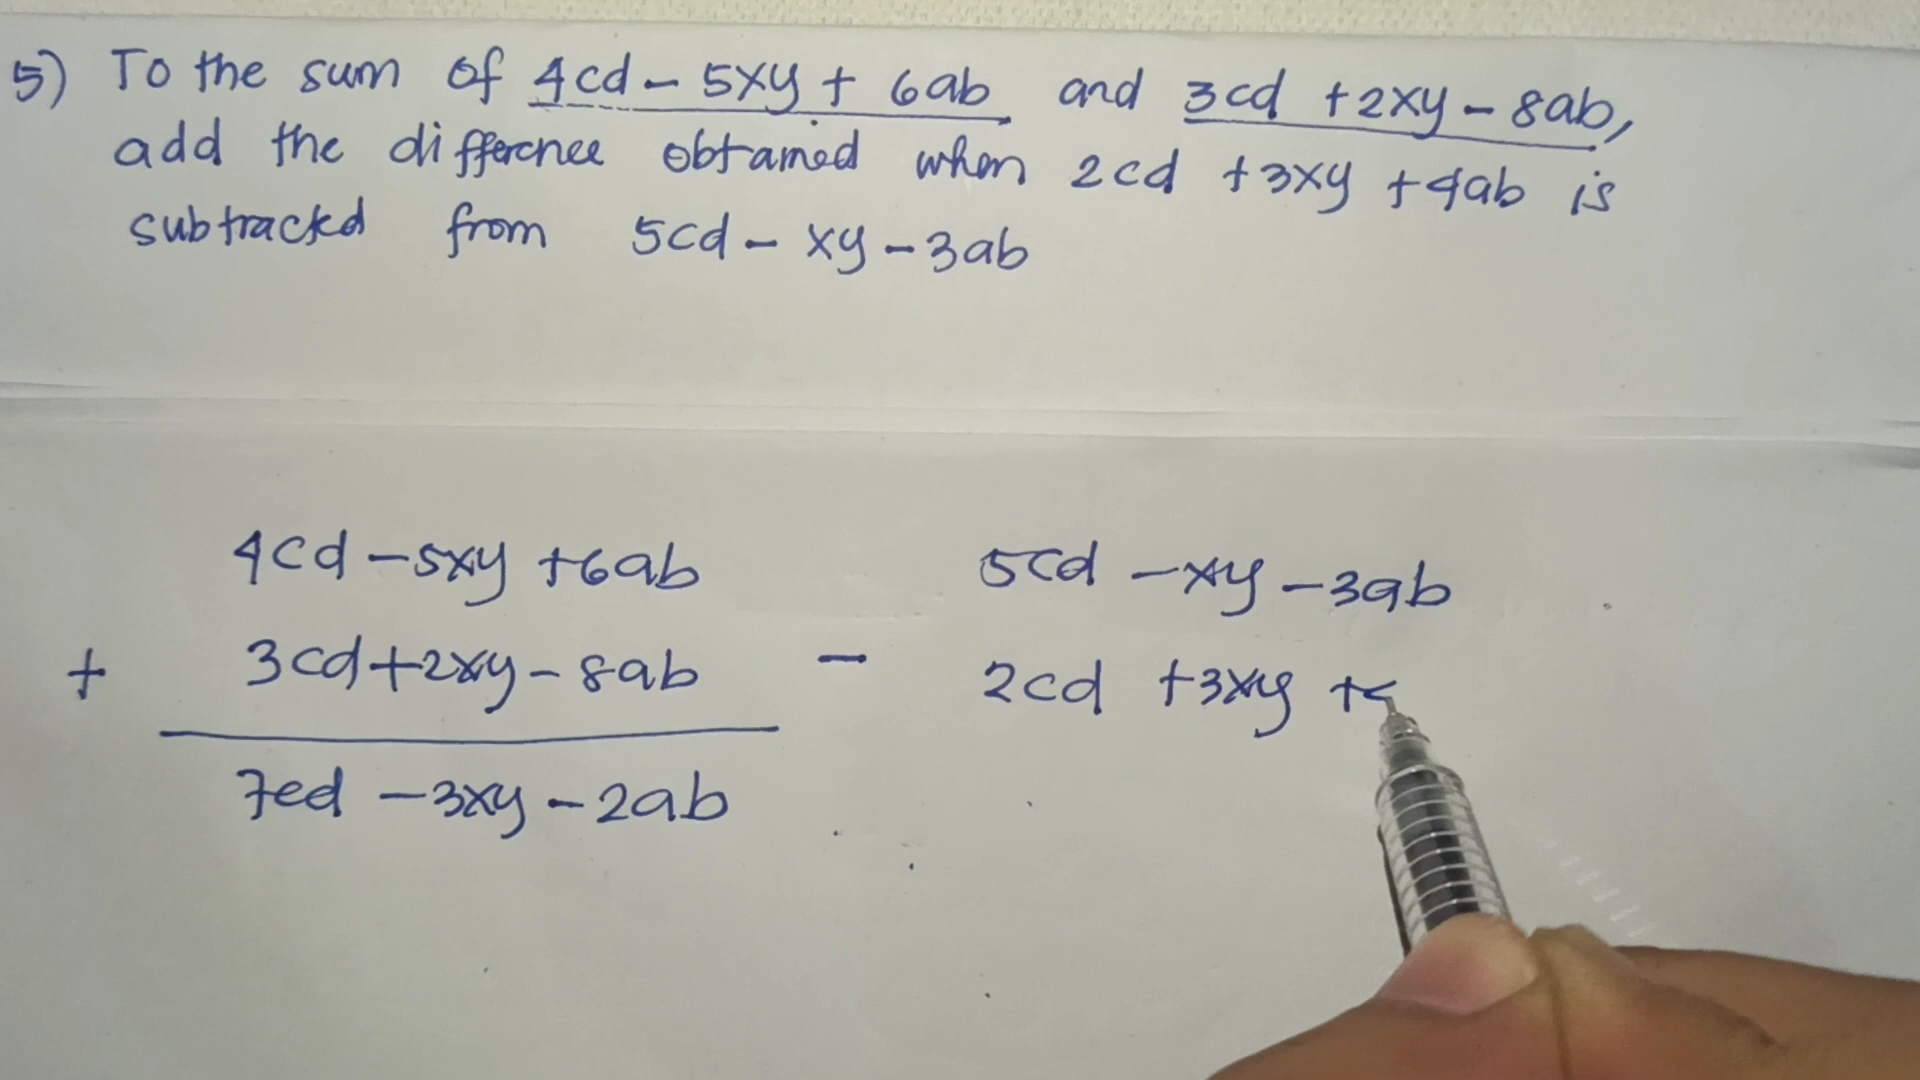 5) To the sum of 4cd - 5xy + 6ab and 3cd + 2xy - 8ab,
add the difference obtained when 2cd + 3xy + 4ab is
subtracted from 5cd - xy - 3ab
4cd - 5xy + 6ab
+ 3cd + 2xy - 8ab
7cd - 3xy - 2ab
5cd - xy - 3ab
- 2cd + 3xy +